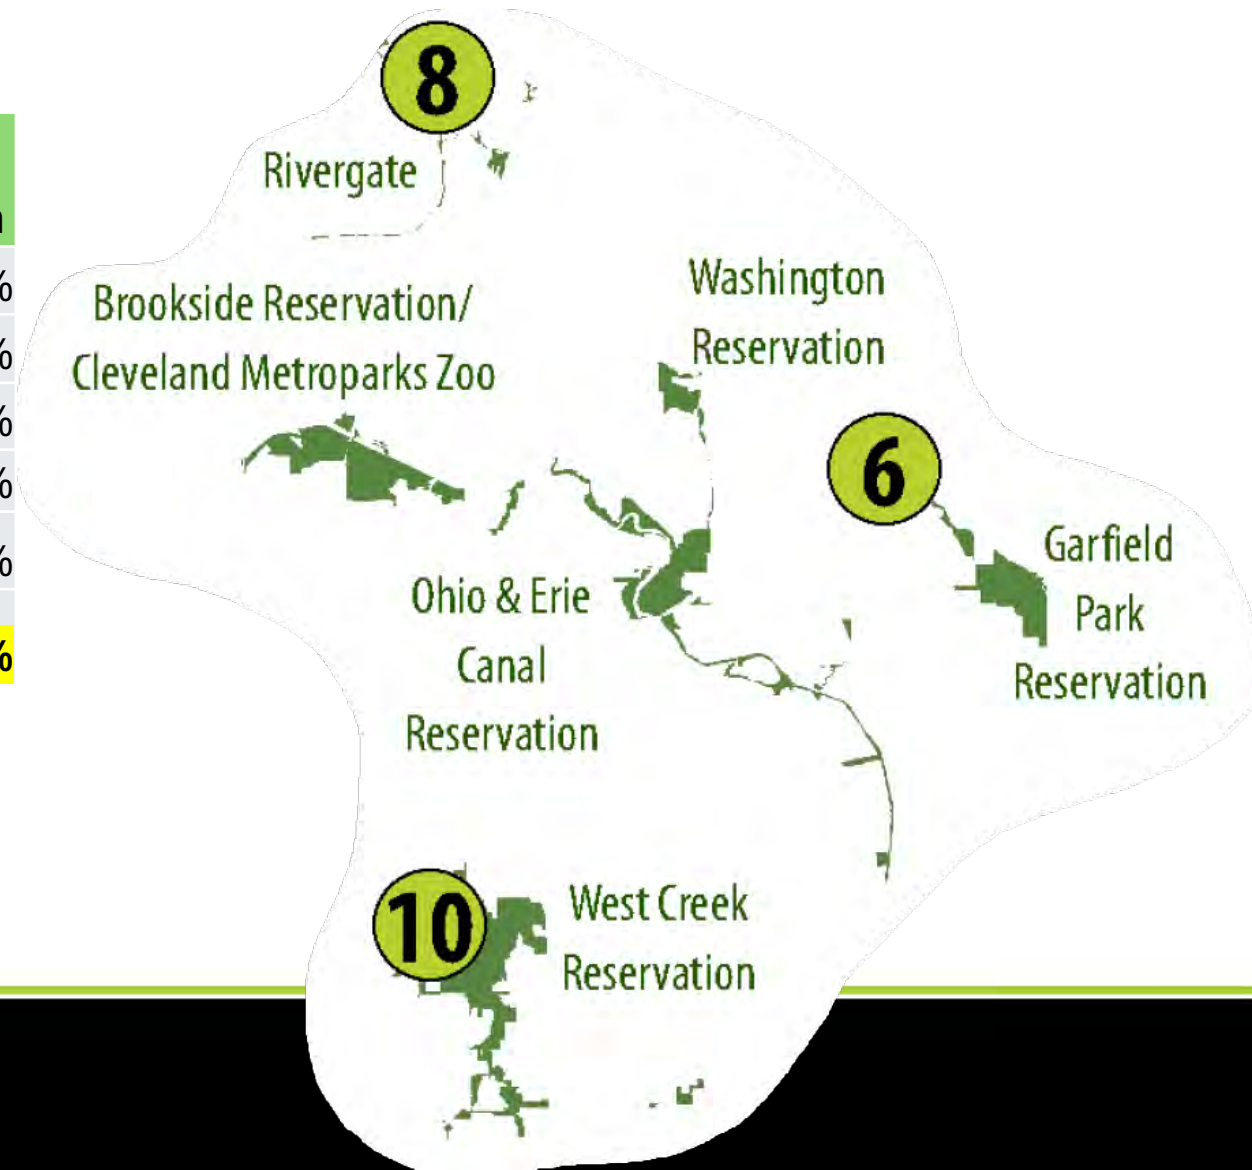 n
%
%
%
%
%
%
8
Rivergate
Brookside Reservation/
Cleveland Metroparks Zoo
Washington
Reservation
6
Garfield
Park
Reservation
Ohio & Erie
Canal
Reservation
10
West Creek
Reservation